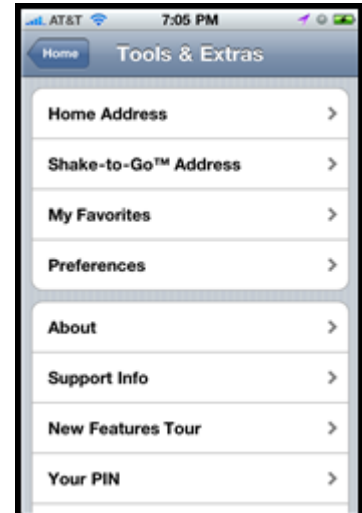 AT&T 7:05 PM
Home Tools & Extras
Home Address
Shake-to-Go™ Address
My Favorites
Preferences
About
Support Info
New Features Tour
Your PIN